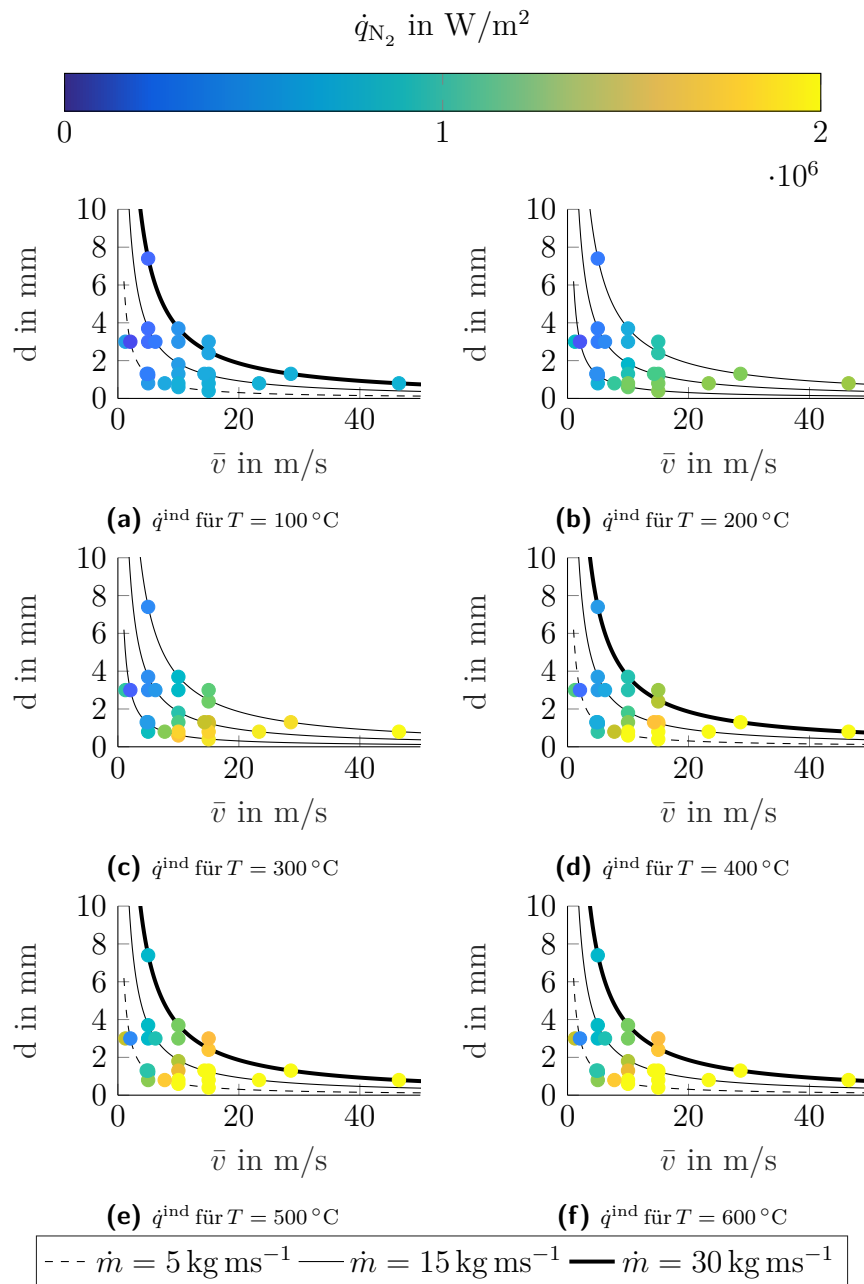 q̇N₂ in W/m²
0 1 2
·10⁶
10 8 6 4 2 0
d in mm
0 20 40
v̄ in m/s
(a) q̇ind für T = 100 °C
10 8 6 4 2 0
d in mm
0 20 40
v̄ in m/s
(b) q̇ind für T = 200 °C
10 8 6 4 2 0
d in mm
0 20 40
v̄ in m/s
(c) q̇ind für T = 300 °C
10 8 6 4 2 0
d in mm
0 20 40
v̄ in m/s
(d) q̇ind für T = 400 °C
10 8 6 4 2 0
d in mm
0 20 40
v̄ in m/s
(e) q̇ind für T = 500 °C
10 8 6 4 2 0
d in mm
0 20 40
v̄ in m/s
(f) q̇ind für T = 600 °C
ṁ = 5 kg ms⁻¹ ṁ = 15 kg ms⁻¹ ṁ = 30 kg ms⁻¹